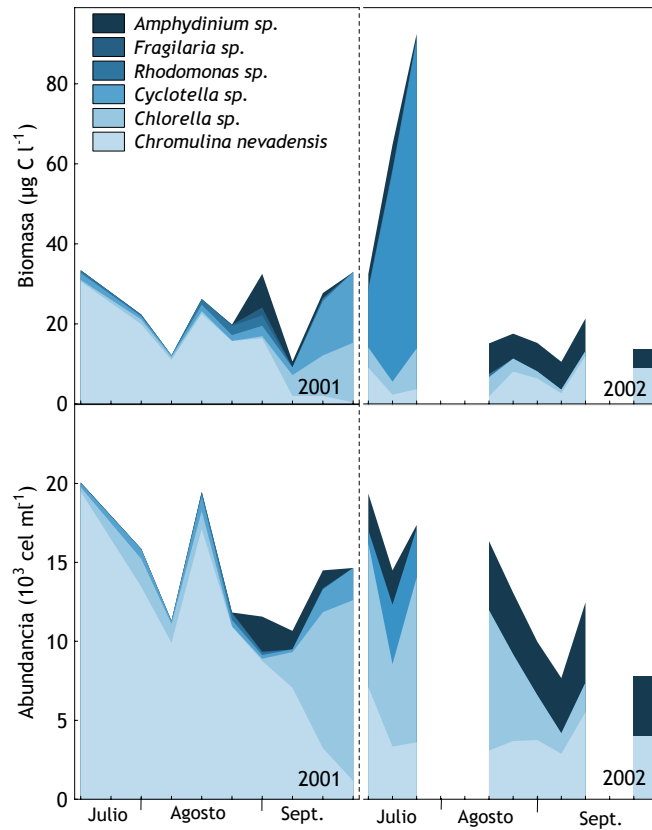 Amphydinium sp.
Fragilaria sp.
Rhodomonas sp.
Cyclotella sp.
Chlorella sp.
Chromulina nevadensis
Biomasa (µg C l⁻¹)
80
60
40
20
0
2001
2002
Abundancia (10³ cel ml⁻¹)
20
15
10
5
0
2001
2002
Julio Agosto Sept. Julio Agosto Sept.